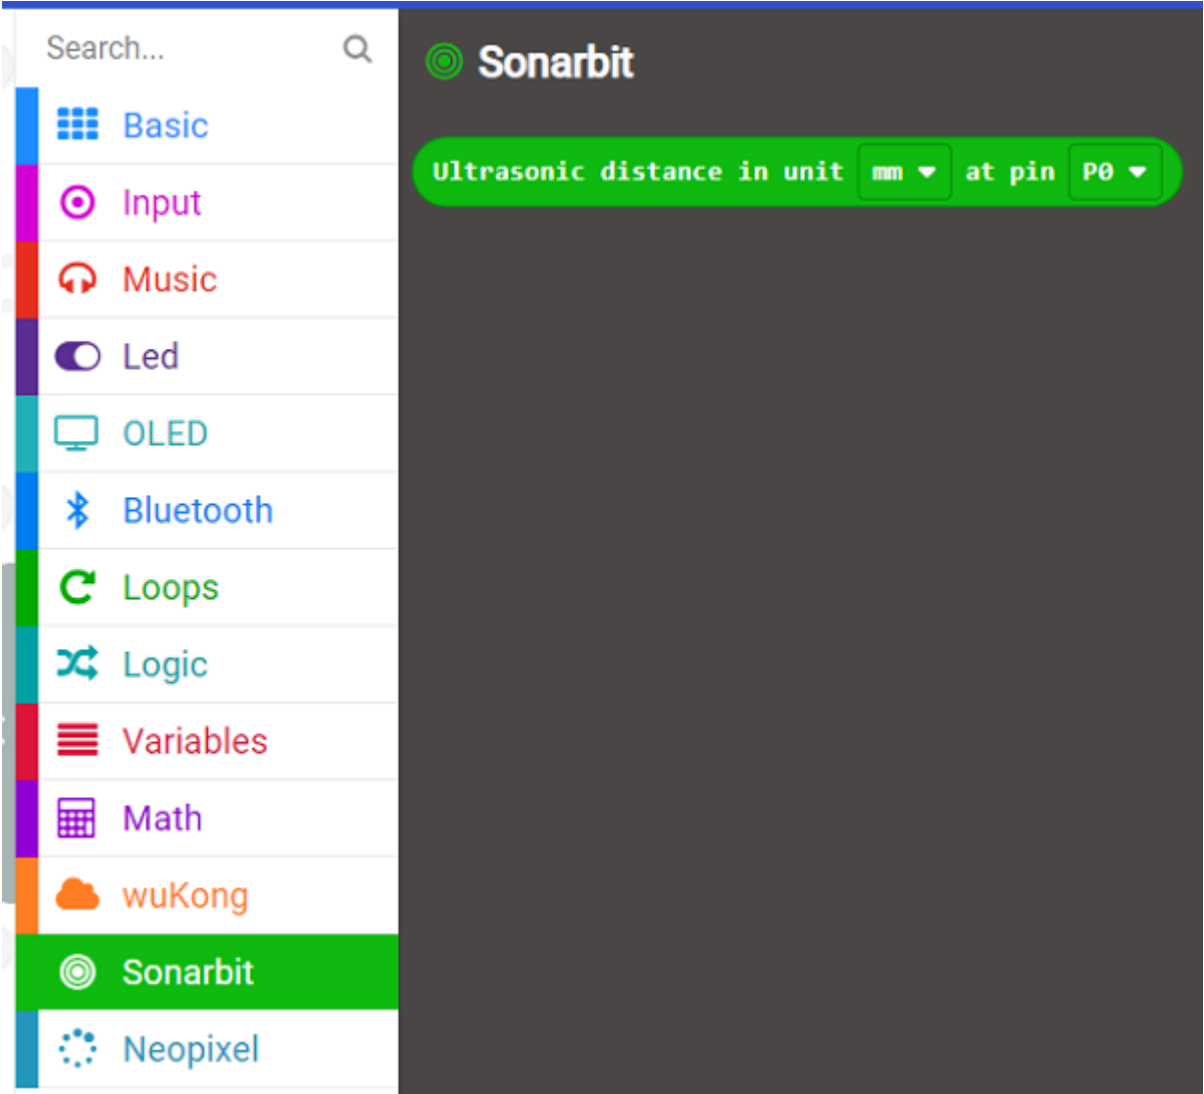 Search...
Basic
Input
Music
Led
OLED
Bluetooth
Loops
Logic
Variables
Math
wuKong
Sonarbit
Neopixel
Sonarbit
Ultrasonic distance in unit mm at pin P0